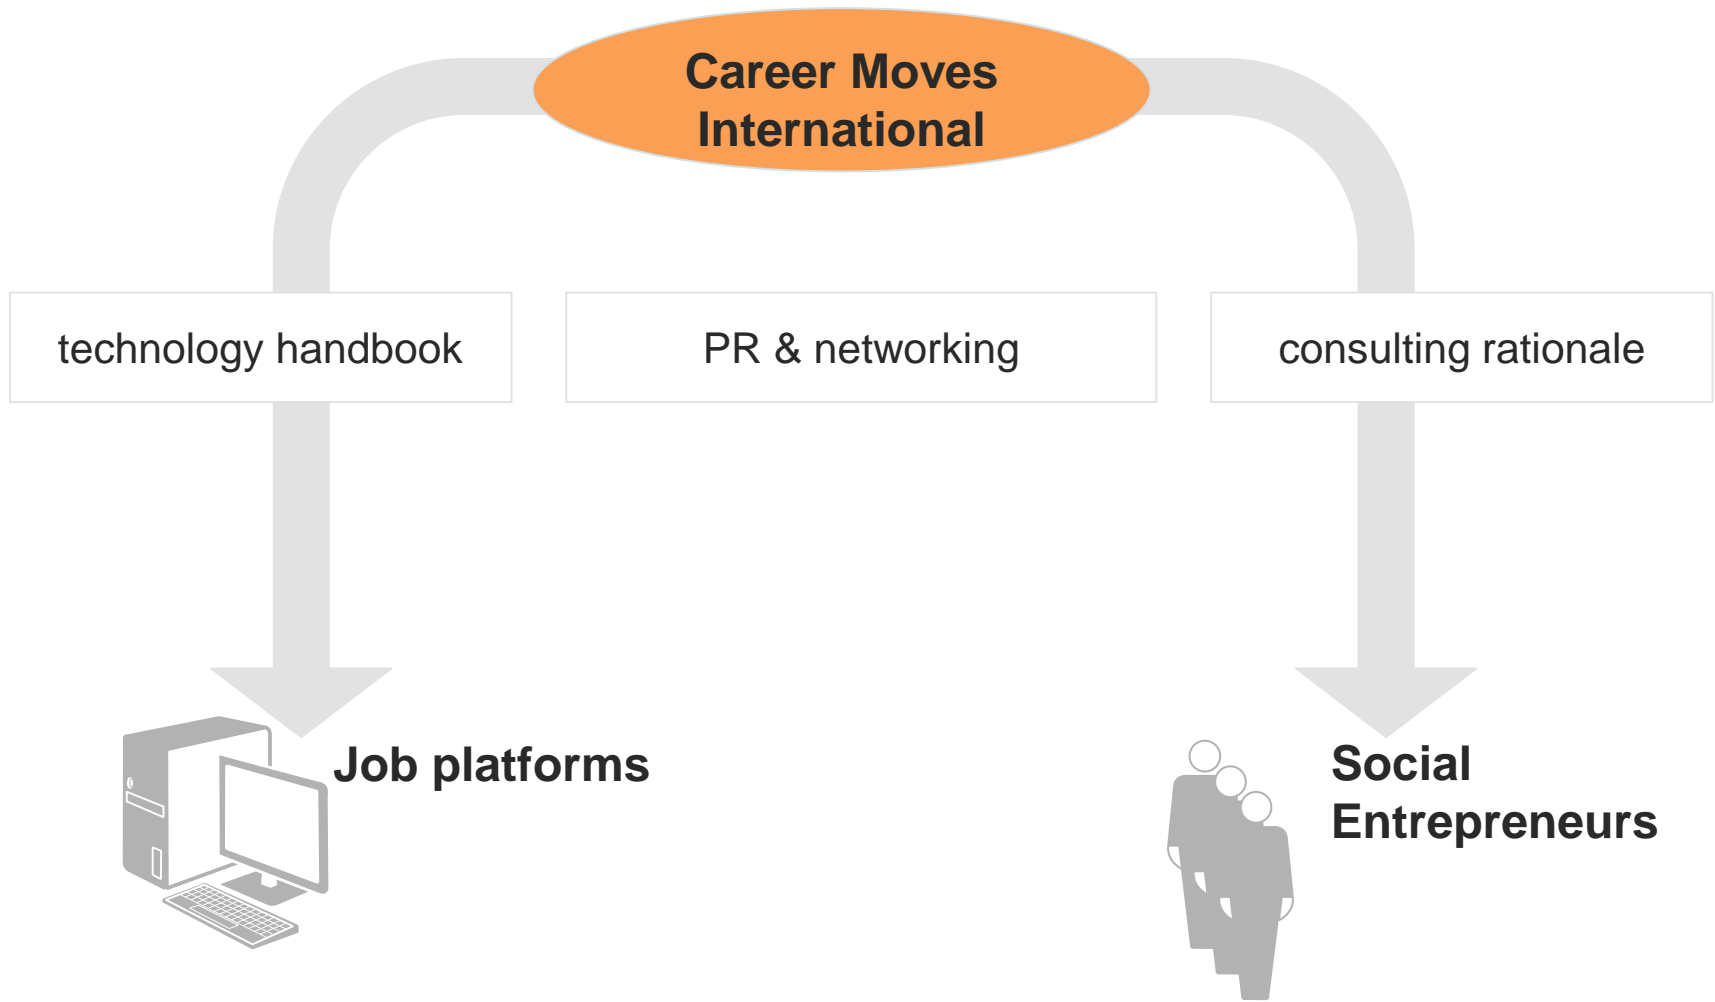 Career Moves
International
technology handbook
PR & networking
consulting rationale
Job platforms
Social
Entrepreneurs